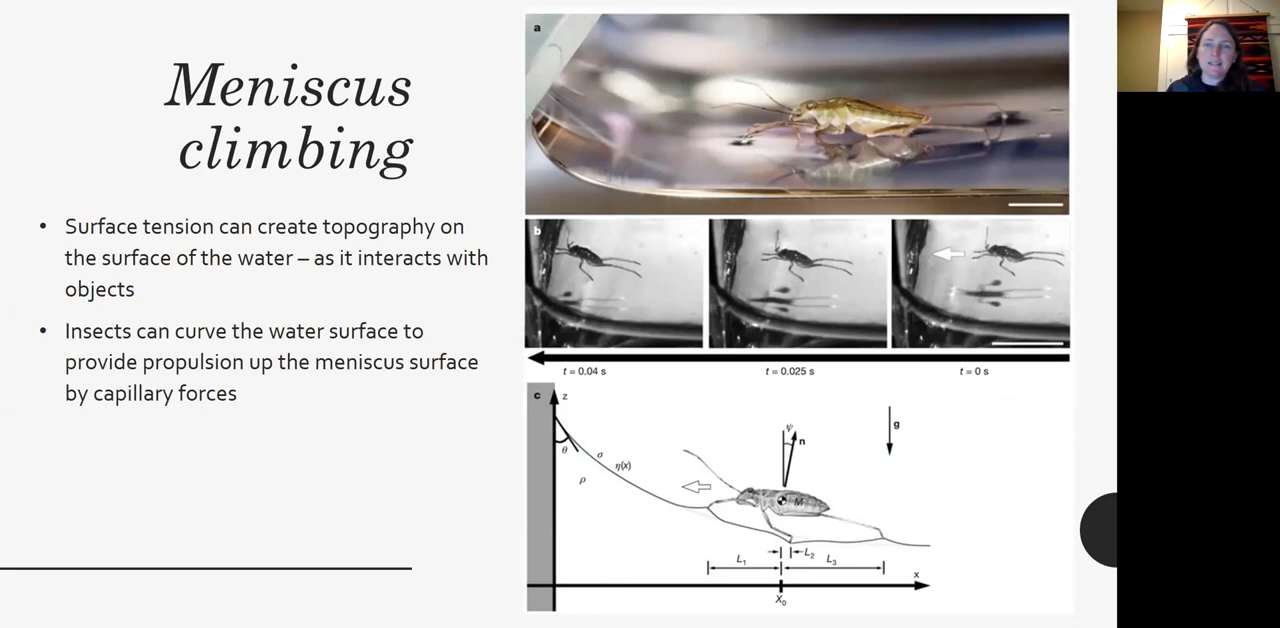 Meniscus
climbing
• Surface tension can create topography on
the surface of the water – as it interacts with
objects
• Insects can curve the water surface to
provide propulsion up the meniscus surface
by capillary forces
a
b
t = 0.04 s
t = 0.025 s
t = 0 s
c
z
θ
σ
η(x)
ρ
ψ
n
g
M
L₁
L₂
L₃
x
X₀